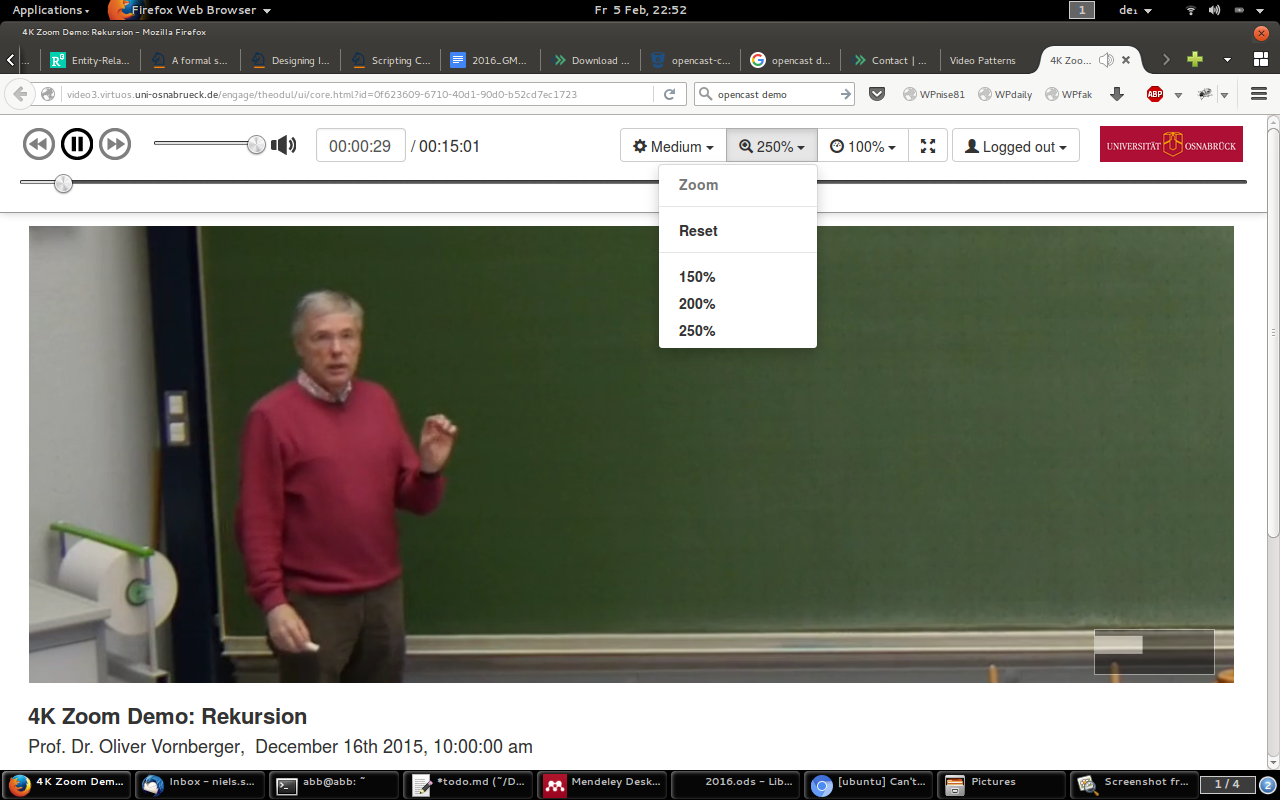 Applications
Firefox Web Browser
Fr 5 Feb, 22:52
1
de₁
4K Zoom Demo: Rekursion - Mozilla Firefox
...
Entity-Rela...
A formal s...
Designing I...
Scripting C...
2016_GM...
Download ...
opencast-c...
opencast d...
Contact | ...
Video Patterns
4K Zoo...
video3.virtuos.uni-osnabrueck.de/engage/theodul/ui/core.html?id=0f623609-6710-40d1-90d0-b52cd7ec1723
opencast demo
WPnise81
WPdaily
WPfak
ABP
00:00:29 / 00:15:01
Medium
250%
100%
Logged out
UNIVERSITÄT OSNABRÜCK
Zoom
Reset
150%
200%
250%
4K Zoom Demo: Rekursion
Prof. Dr. Oliver Vornberger, December 16th 2015, 10:00:00 am
4K Zoom Dem...
Inbox - niels.s...
abb@abb: ~
*todo.md (~/D...
Mendeley Desk...
2016.ods - Lib...
[ubuntu] Can't...
Pictures
Screenshot fr...
1 / 4
2